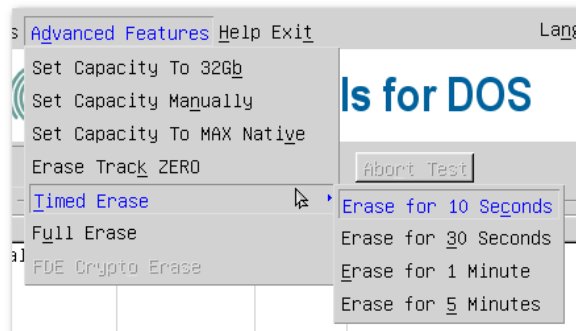 s Advanced Features Help Exit Lang
Set Capacity To 32Gb
Set Capacity Manually
ls for DOS
Set Capacity To MAX Native
Erase Track ZERO
Abort Test
Timed Erase
Erase for 10 Seconds
Full Erase
Erase for 30 Seconds
al
FDE Crypto Erase
Erase for 1 Minute
Erase for 5 Minutes